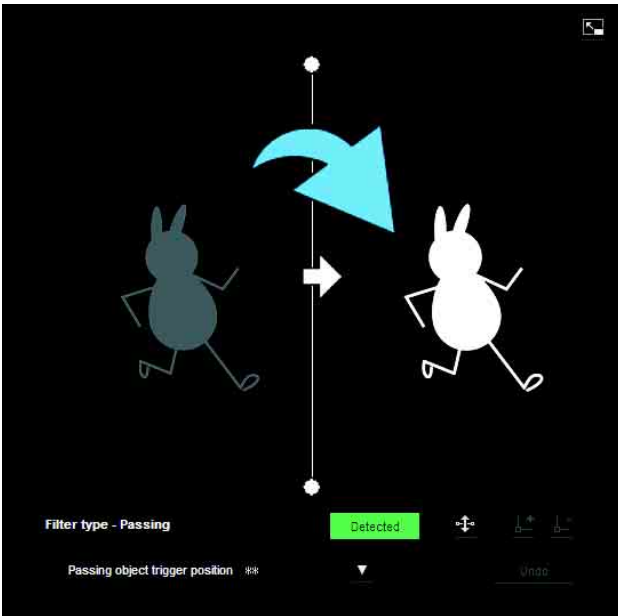 Filter type - Passing
Detected
Passing object trigger position **
Undo